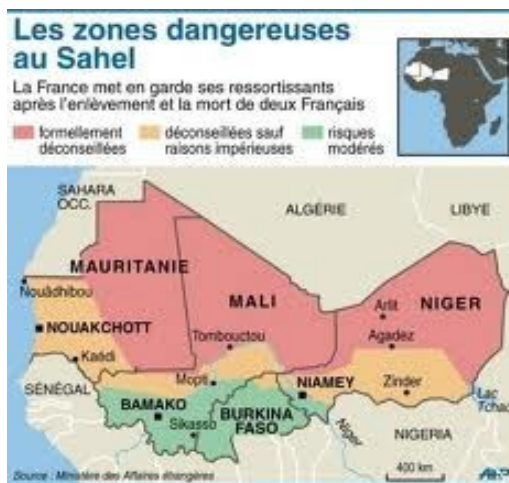 Les zones dangereuses
au Sahel
La France met en garde ses ressortissants
après l'enlèvement et la mort de deux Français
formellement
déconseillées
déconseillées sauf
raisons impérieuses
risques
modérés
SAHARA
OCC.
ALGÉRIE
LIBYE
MAURITANIE
Nouâdhibou
MALI
Arlit
NIGER
NOUAKCHOTT
Tombouctou
Agadez
Kaédi
Mopti
NIAMEY
Zinder
SÉNÉGAL
BAMAKO
BURKINA
FASO
Lac
Tchad
Sikasso
Niger
NIGERIA
400 km
Source : Ministère des Affaires étrangères
AFP